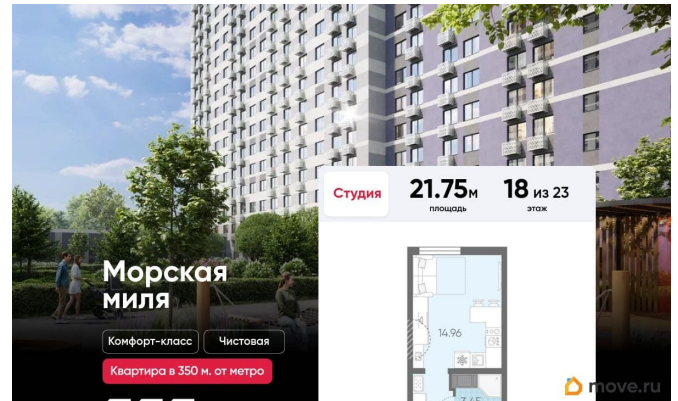 Студия
21.75м
площадь
18 из 23
этаж
Морская
миля
Комфорт-класс
Чистовая
Квартира в 350 м. от метро
14.96
move.ru